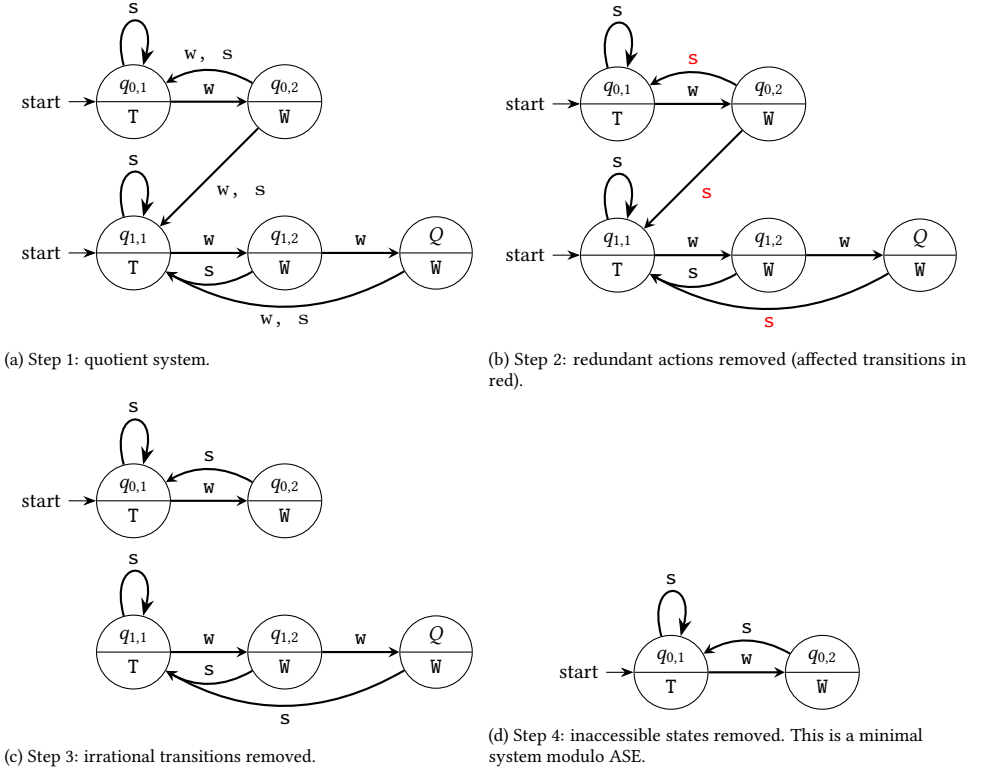 s
w, s
q0,1
w
q0,2
start
T
W
s
w, s
q1,1
w
q1,2
w
Q
start
T
s
W
W
w, s
(a) Step 1: quotient system.
s
s
q0,1
w
q0,2
start
T
W
s
s
q1,1
w
q1,2
w
Q
start
T
s
W
W
s
(b) Step 2: redundant actions removed (affected transitions in
red).
s
s
q0,1
w
q0,2
start
T
W
s
q1,1
w
q1,2
w
Q
T
s
W
W
s
(c) Step 3: irrational transitions removed.
s
s
q0,1
w
q0,2
start
T
W
(d) Step 4: inaccessible states removed. This is a minimal
system modulo ASE.